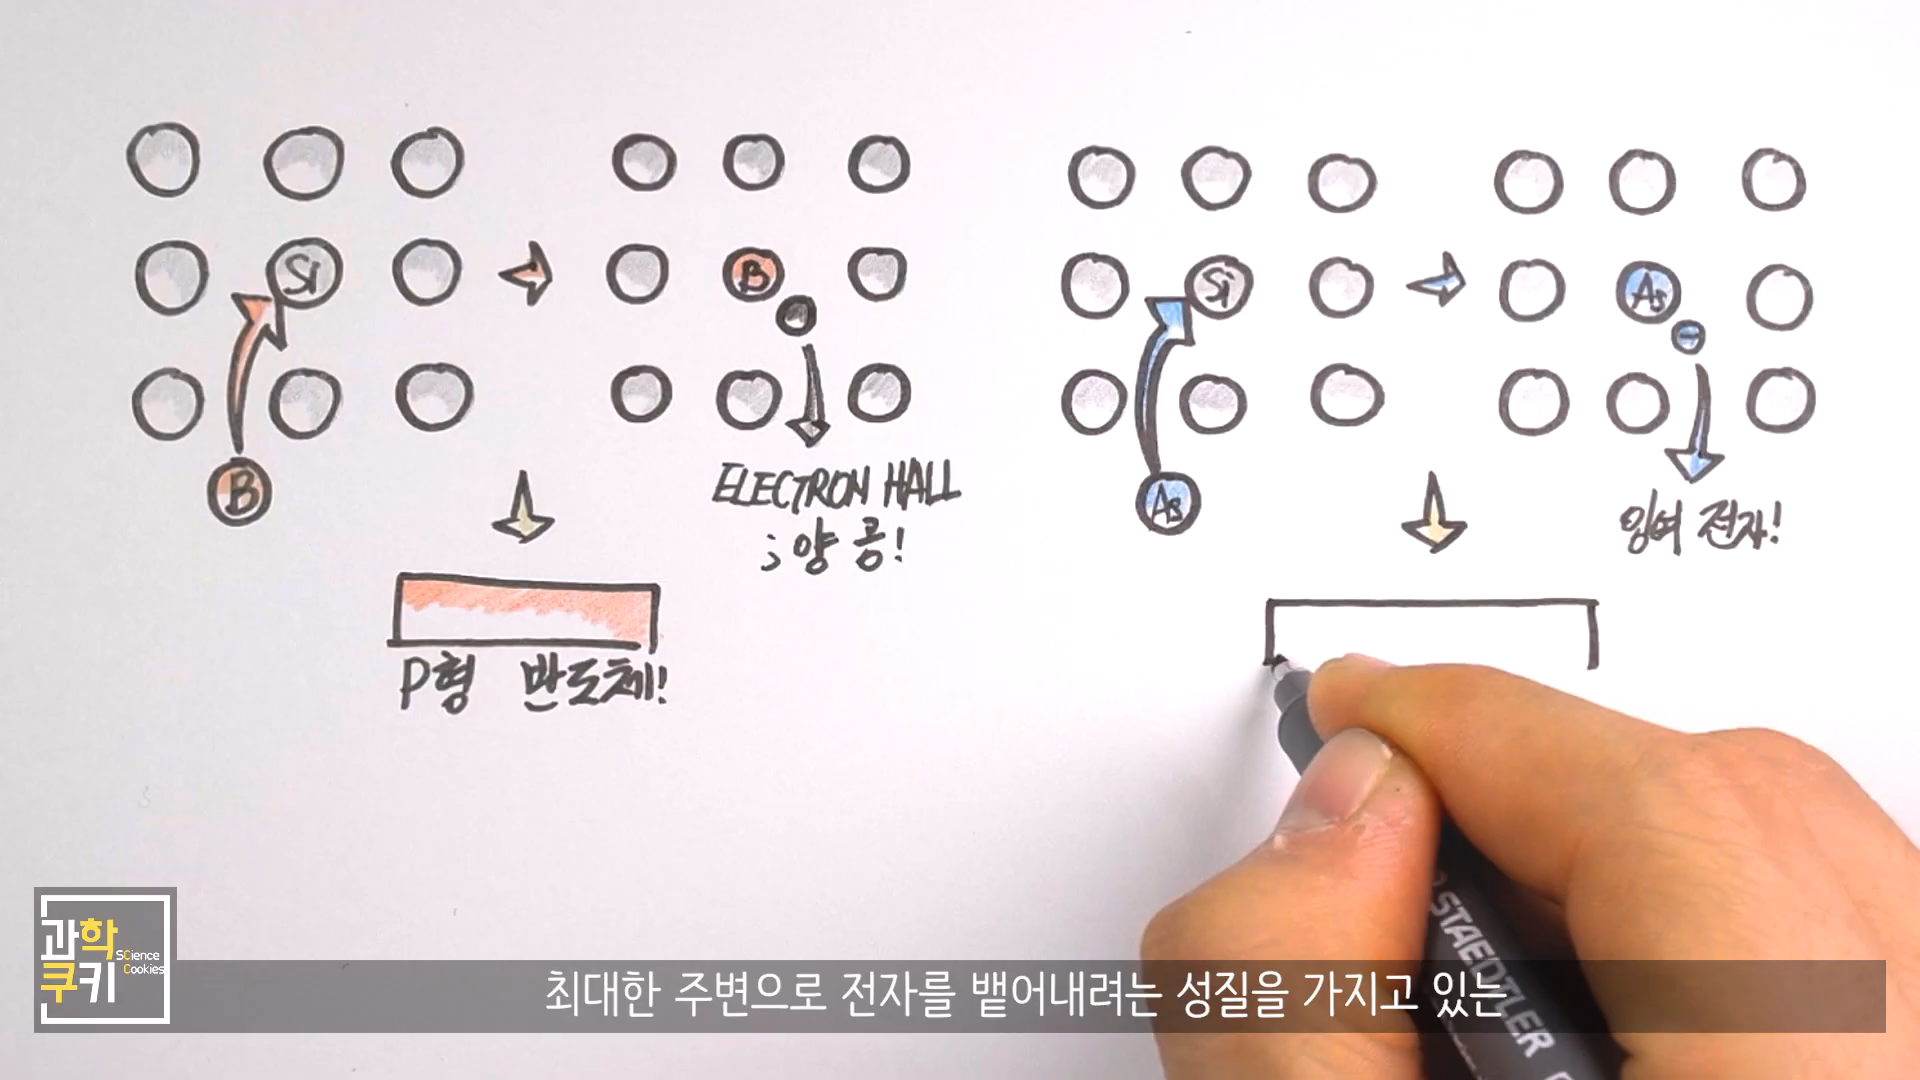 Si
B
B
ELECTRON HALL
; 양 콩!
P형 반도체!
Si
As
As
잉여 전자!
STAEDTLER
과학
쿠키
SCience
Cookies
최대한 주변으로 전자를 뱉어내려는 성질을 가지고 있는